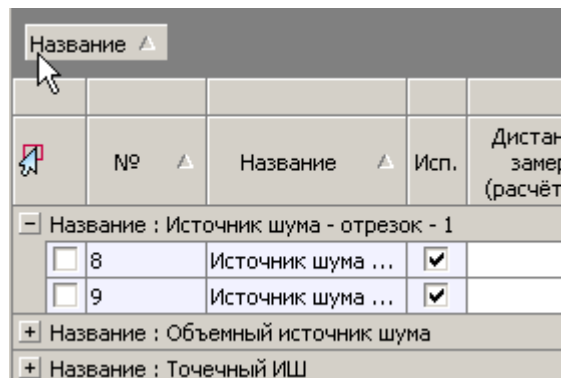 Название
№ Название Исп. Дистан
замер
(расчёт
Название : Источник шума - отрезок - 1
8 Источник шума ...
9 Источник шума ...
Название : Объемный источник шума
Название : Точечный ИШ